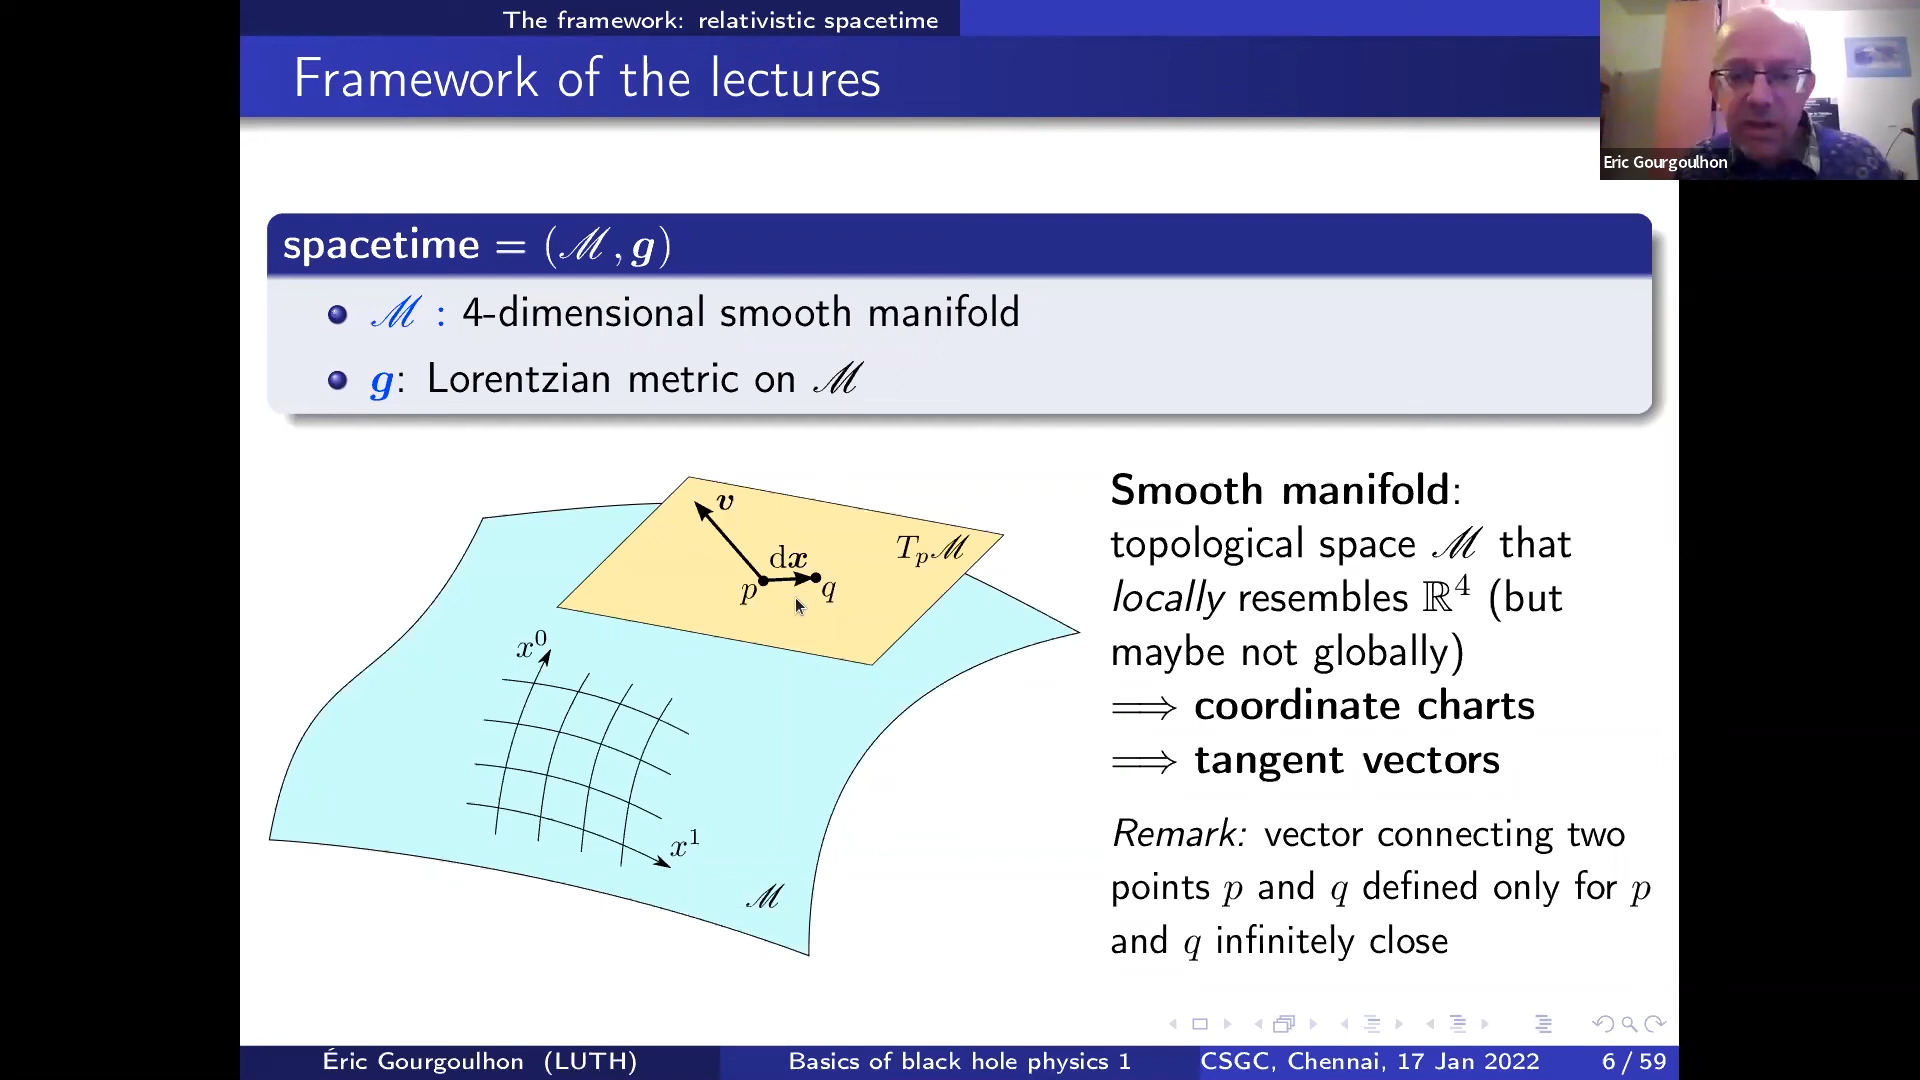 The framework: relativistic spacetime
Framework of the lectures
Eric Gourgoulhon
spacetime = (ℳ, g)
ℳ : 4-dimensional smooth manifold
g: Lorentzian metric on ℳ
v
dx
p
q
Tₚℳ
x⁰
x¹
ℳ
Smooth manifold:
topological space ℳ that
locally resembles ℝ⁴ (but
maybe not globally)
⟹ coordinate charts
⟹ tangent vectors
Remark: vector connecting two
points p and q defined only for p
and q infinitely close
Éric Gourgoulhon (LUTH)
Basics of black hole physics 1
CSGC, Chennai, 17 Jan 2022
6 / 59